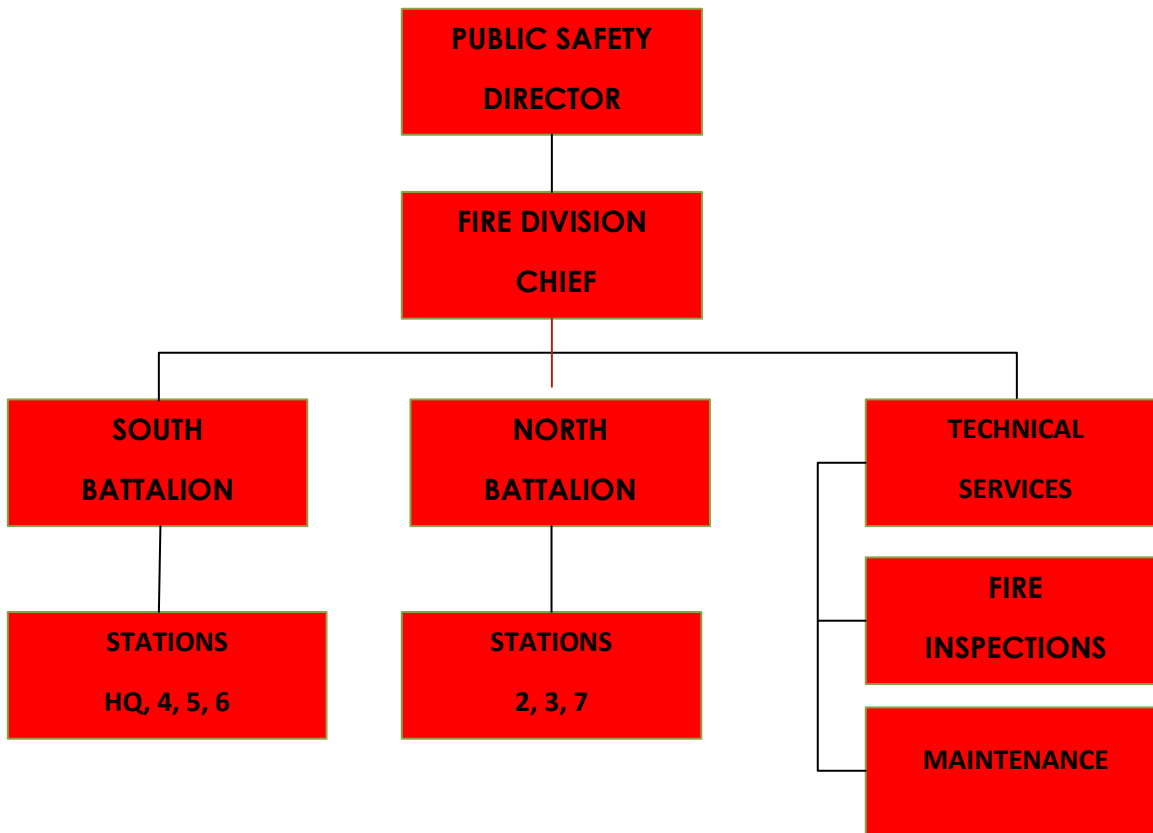 PUBLIC SAFETY
DIRECTOR
FIRE DIVISION
CHIEF
SOUTH
BATTALION
NORTH
BATTALION
TECHNICAL
SERVICES
STATIONS
HQ, 4, 5, 6
STATIONS
2, 3, 7
FIRE
INSPECTIONS
MAINTENANCE